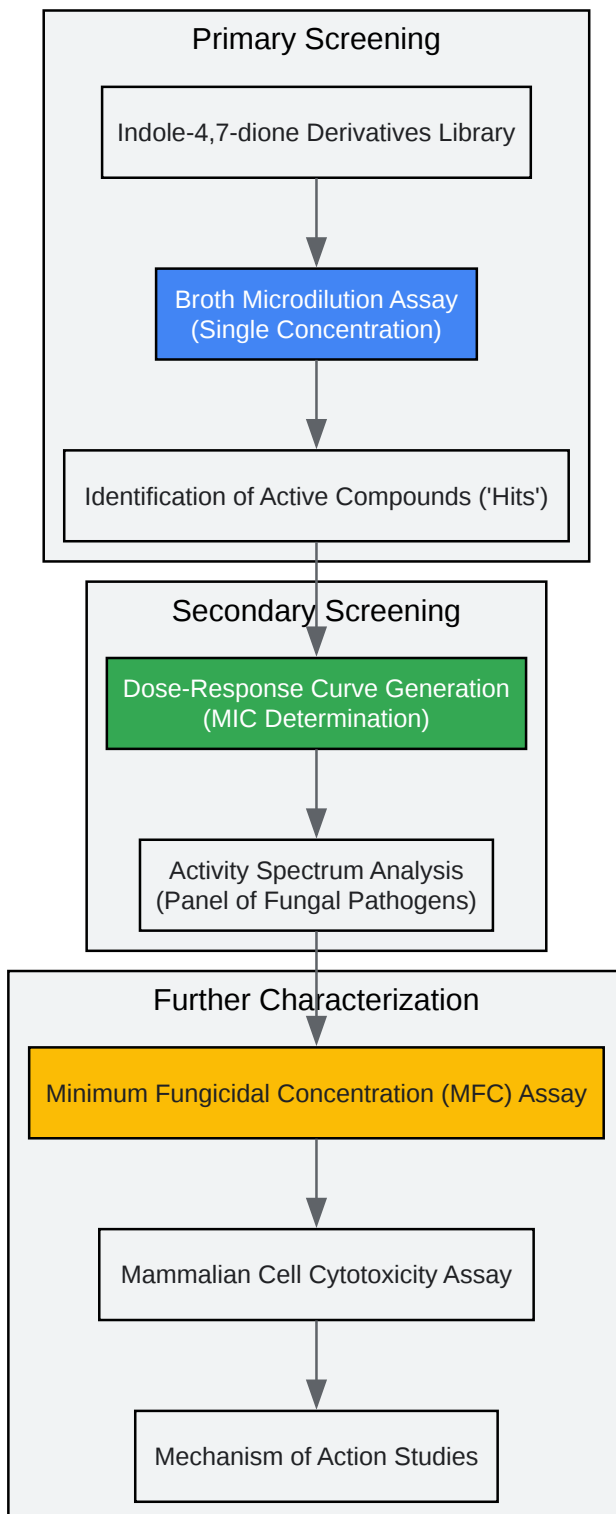 Primary Screening
Indole-4,7-dione Derivatives Library
Broth Microdilution Assay
(Single Concentration)
Identification of Active Compounds ('Hits')
Secondary Screening
Dose-Response Curve Generation
(MIC Determination)
Activity Spectrum Analysis
(Panel of Fungal Pathogens)
Further Characterization
Minimum Fungicidal Concentration (MFC) Assay
Mammalian Cell Cytotoxicity Assay
Mechanism of Action Studies